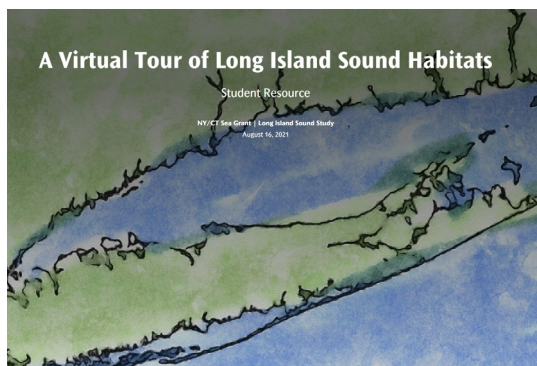 A Virtual Tour of Long Island Sound Habitats
Student Resource
NY/CT Sea Grant | Long Island Sound Study
August 16, 2021